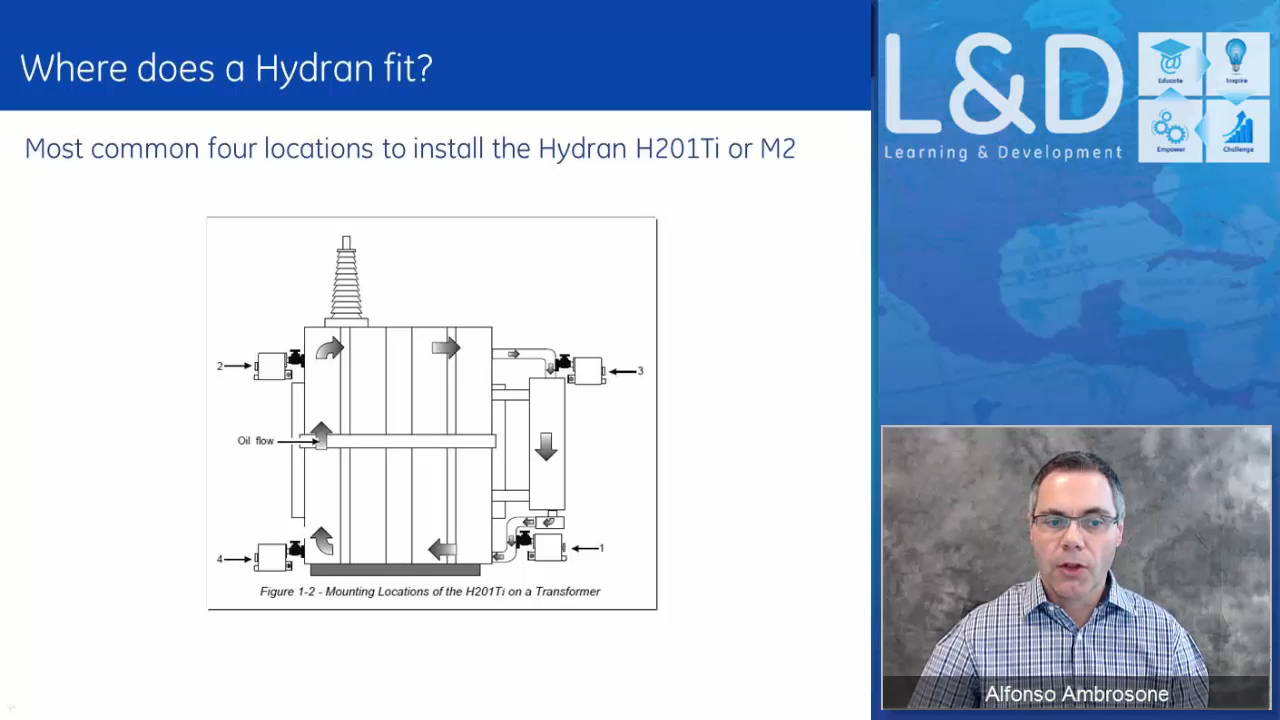 Where does a Hydran fit?
Most common four locations to install the Hydran H201Ti or M2
2
3
Oil flow
4
1
Figure 1-2 - Mounting Locations of the H201Ti on a Transformer
L&D
Learning & Development
Educate
Inspire
Empower
Challenge
Alfonso Ambrosone